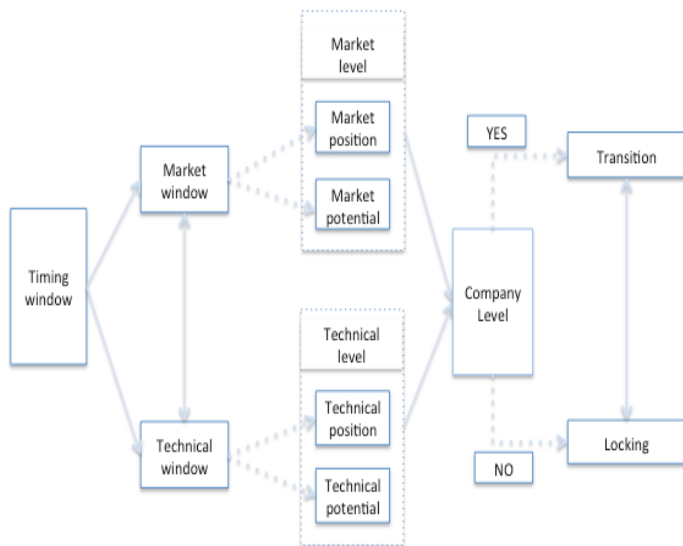 Timing
window
Market
window
Technical
window
Market
level
Market
position
Market
potential
Technical
level
Technical
position
Technical
potential
Company
Level
YES
NO
Transition
Locking